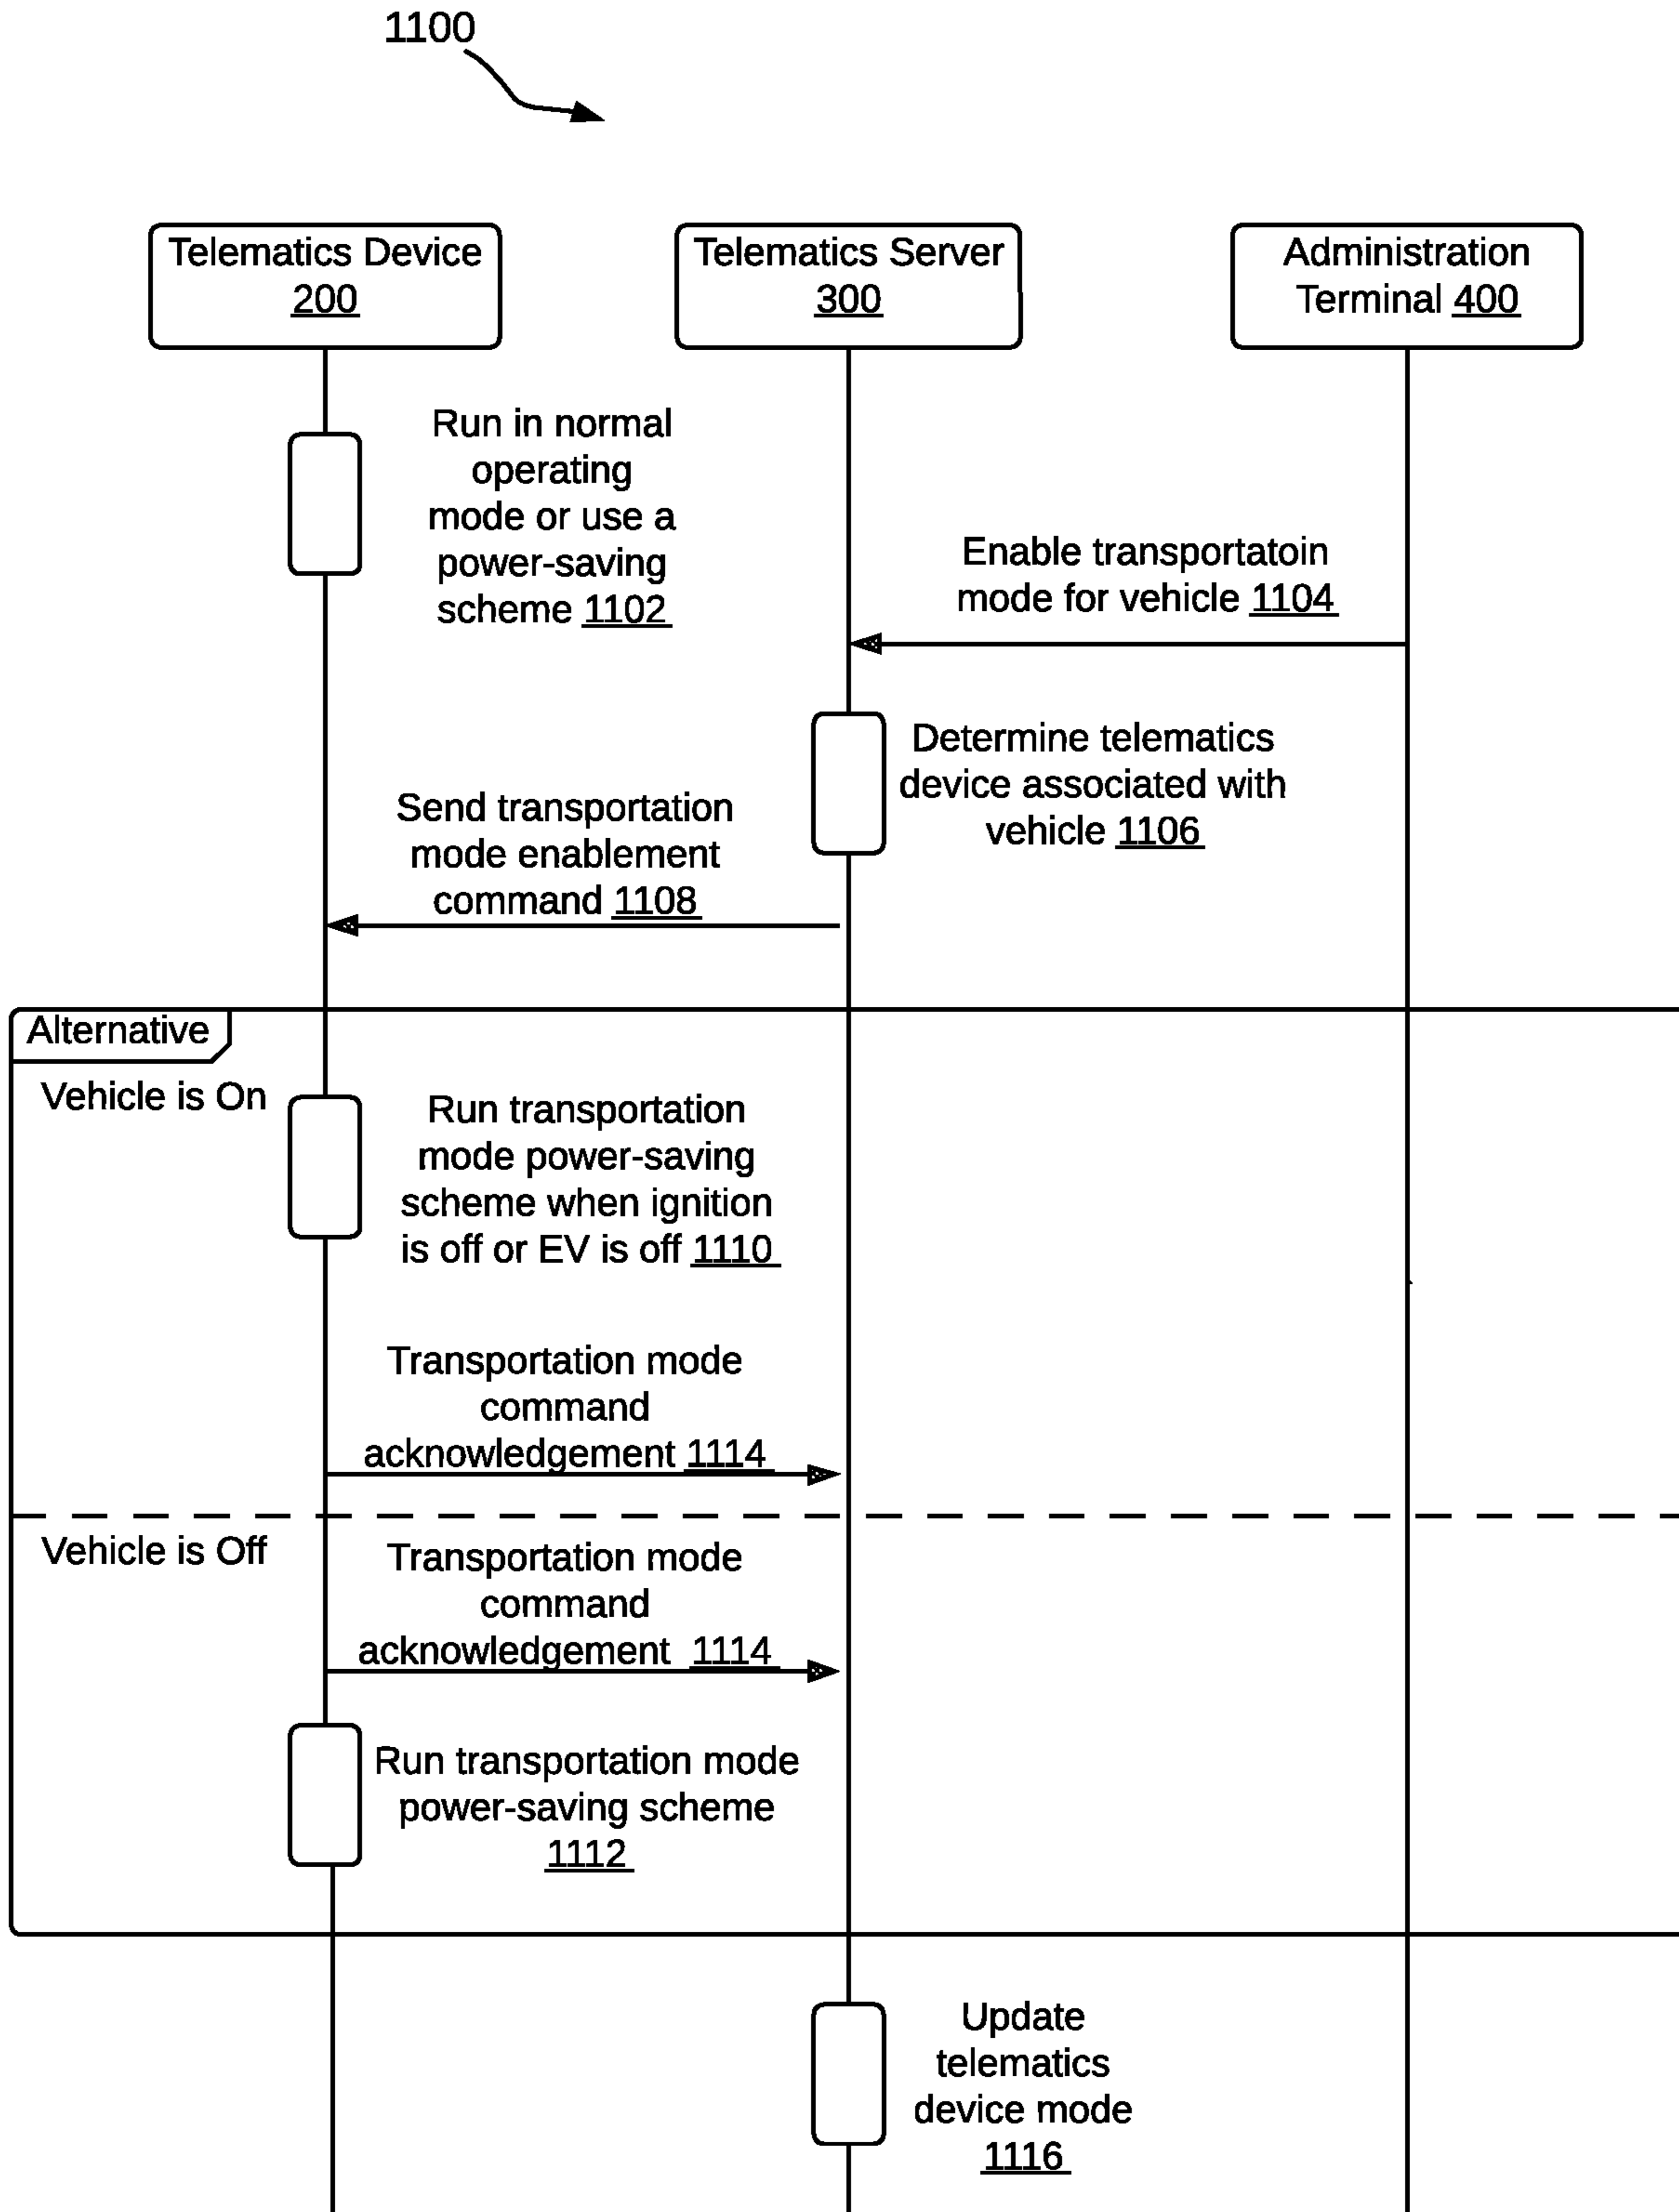 1100
Telematics Device
200
Telematics Server
300
Administration
Terminal 400
Run in normal
operating
mode or use a
power-saving
scheme 1102
Enable transportatoin
mode for vehicle 1104
Determine telematics
device associated with
vehicle 1106
Send transportation
mode enablement
command 1108
Alternative
Vehicle is On
Run transportation
mode power-saving
scheme when ignition
is off or EV is off 1110
Transportation mode
command
acknowledgement 1114
Vehicle is Off
Transportation mode
command
acknowledgement 1114
Run transportation mode
power-saving scheme
1112
Update
telematics
device mode
1116